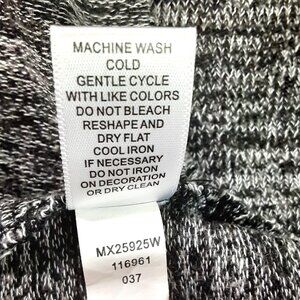 MACHINE WASH
COLD
GENTLE CYCLE
WITH LIKE COLORS
DO NOT BLEACH
RESHAPE AND
DRY FLAT
COOL IRON
IF NECESSARY
DO NOT IRON
ON DECORATION
OR DRY CLEAN
MX25925W
116961
037